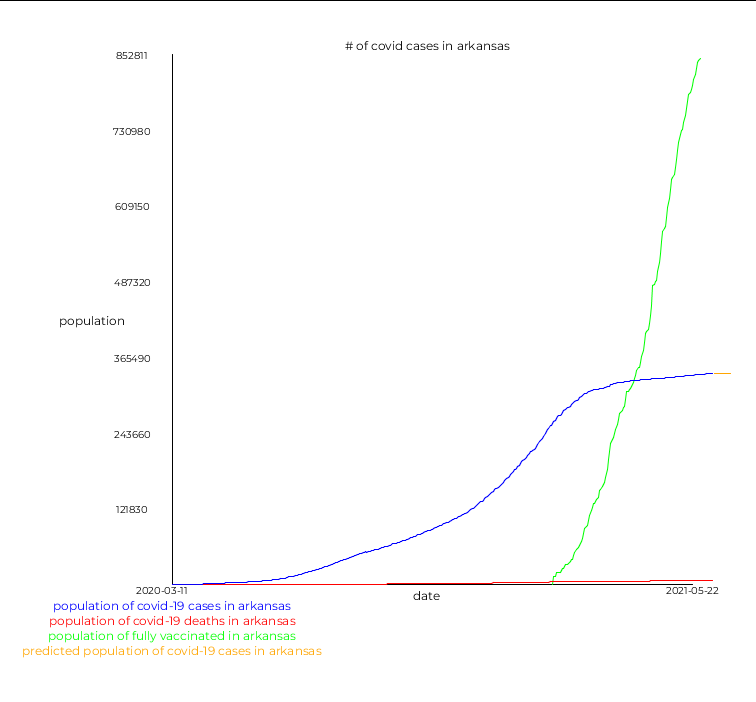 # of covid cases in arkansas
852811
730980
609150
487320
population
365490
243660
121830
2020-03-11
2021-05-22
date
population of covid-19 cases in arkansas
population of covid-19 deaths in arkansas
population of fully vaccinated in arkansas
predicted population of covid-19 cases in arkansas